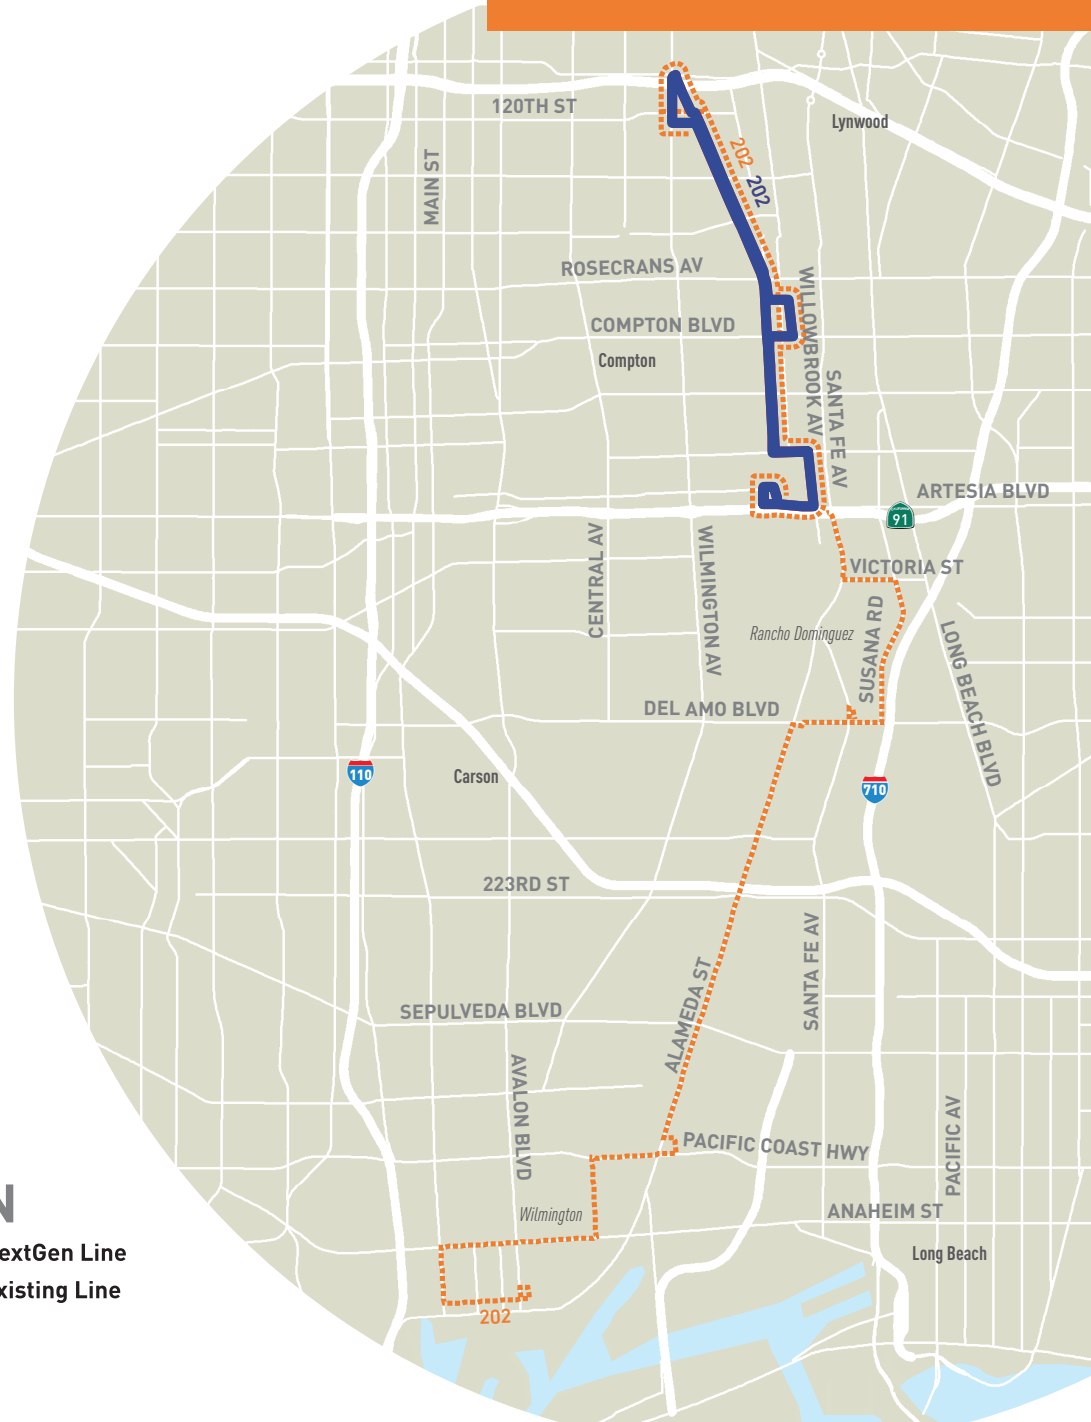 120TH ST
Lynwood
MAIN ST
202
202
ROSECRANS AV
WILLOWBROOK AV
COMPTON BLVD
Compton
SANTA FE AV
ARTESIA BLVD
CALIFORNIA
91
CENTRAL AV
WILMINGTON AV
VICTORIA ST
SUSANA RD
Rancho Dominguez
LONG BEACH BLVD
DEL AMO BLVD
110
Carson
710
223RD ST
SANTA FE AV
ALAMEDA ST
SEPULVEDA BLVD
AVALON BLVD
PACIFIC AV
PACIFIC COAST HWY
N
Wilmington
ANAHEIM ST
extGen Line
Long Beach
xisting Line
202